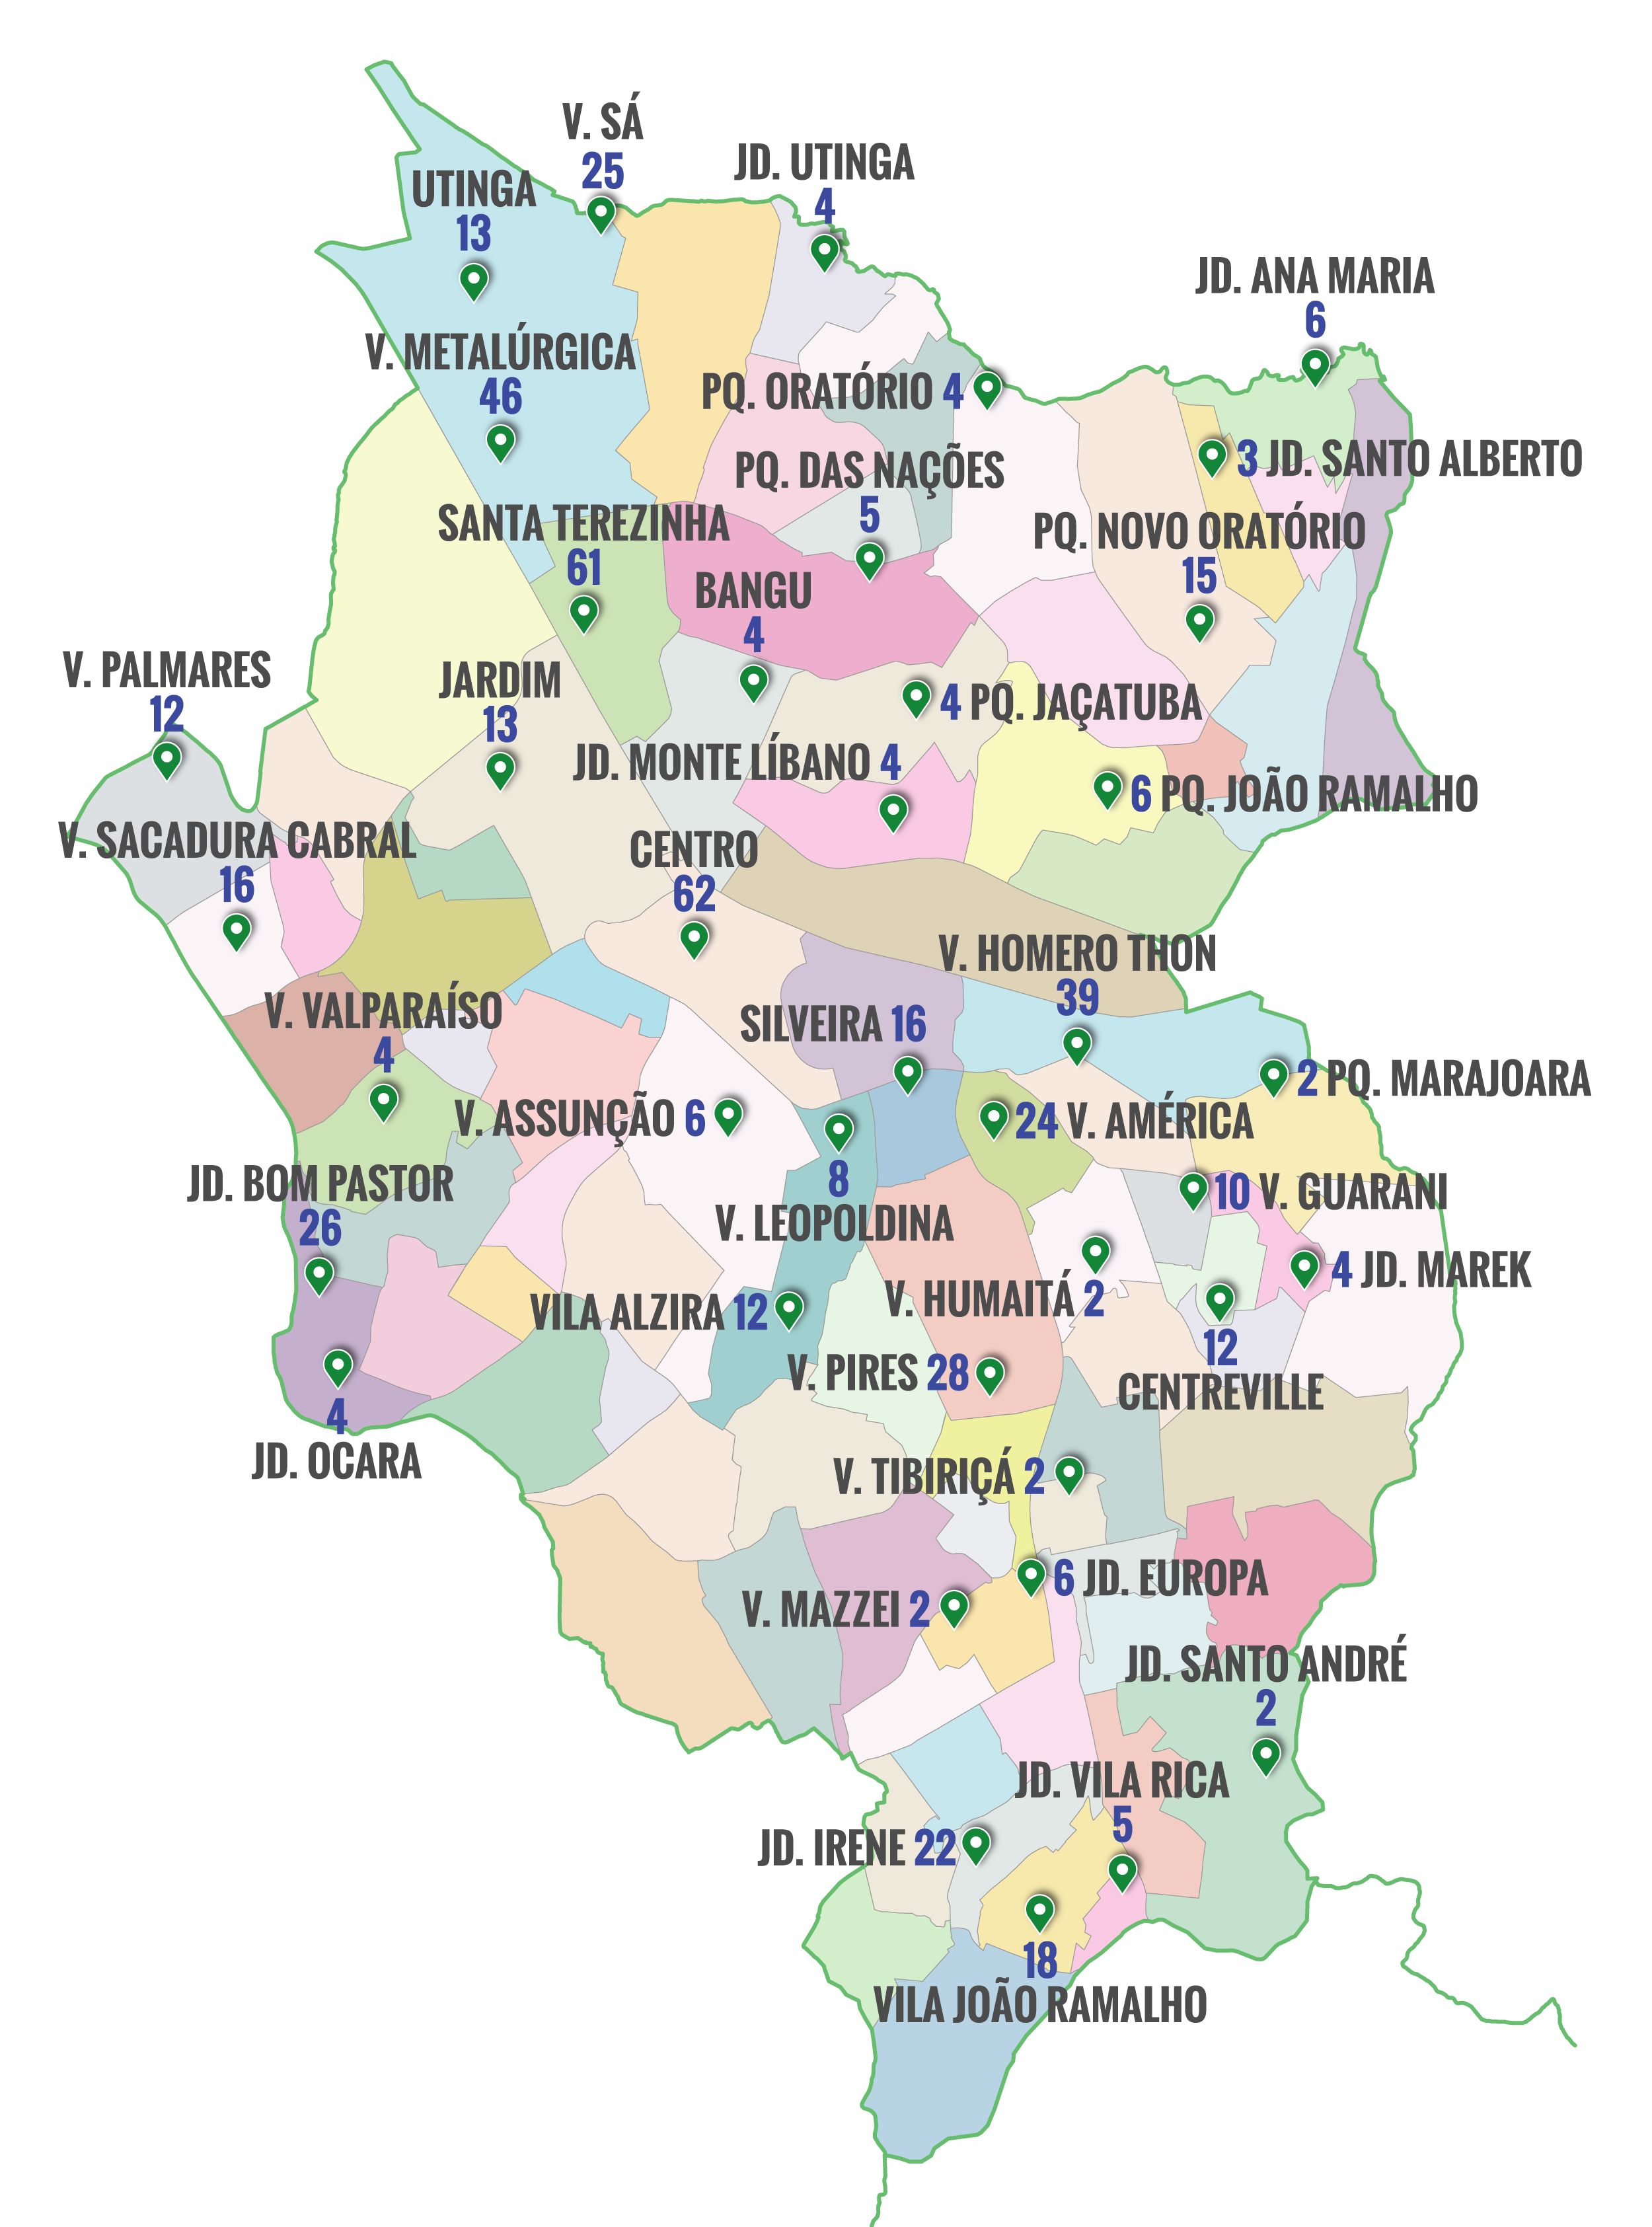 V. SÁ
25
JD. UTINGA
4
UTINGA
13
JD. ANA MARIA
6
V. METALÚRGICA
46
PQ. ORATÓRIO 4
3 JD. SANTO ALBERTO
PQ. DAS NAÇÕES
5
SANTA TEREZINHA
61
PQ. NOVO ORATÓRIO
15
BANGU
4
V. PALMARES
12
JARDIM
13
4 PQ. JAÇATUBA
JD. MONTE LÍBANO 4
6 PQ. JOÃO RAMALHO
V. SACADURA CABRAL
16
CENTRO
62
V. HOMERO THON
39
V. VALPARAÍSO
4
SILVEIRA 16
2 PQ. MARAJOARA
V. ASSUNÇÃO 6
24 V. AMÉRICA
8
V. LEOPOLDINA
JD. BOM PASTOR
26
10 V. GUARANI
4 JD. MAREK
V. HUMAITÁ 2
VILA ALZIRA 12
12
CENTREVILLE
V. PIRES 28
4
JD. OCARA
V. TIBIRIÇÁ 2
6 JD. EUROPA
V. MAZZEI 2
JD. SANTO ANDRÉ
2
JD. VILA RICA
5
JD. IRENE 22
18
VILA JOÃO RAMALHO